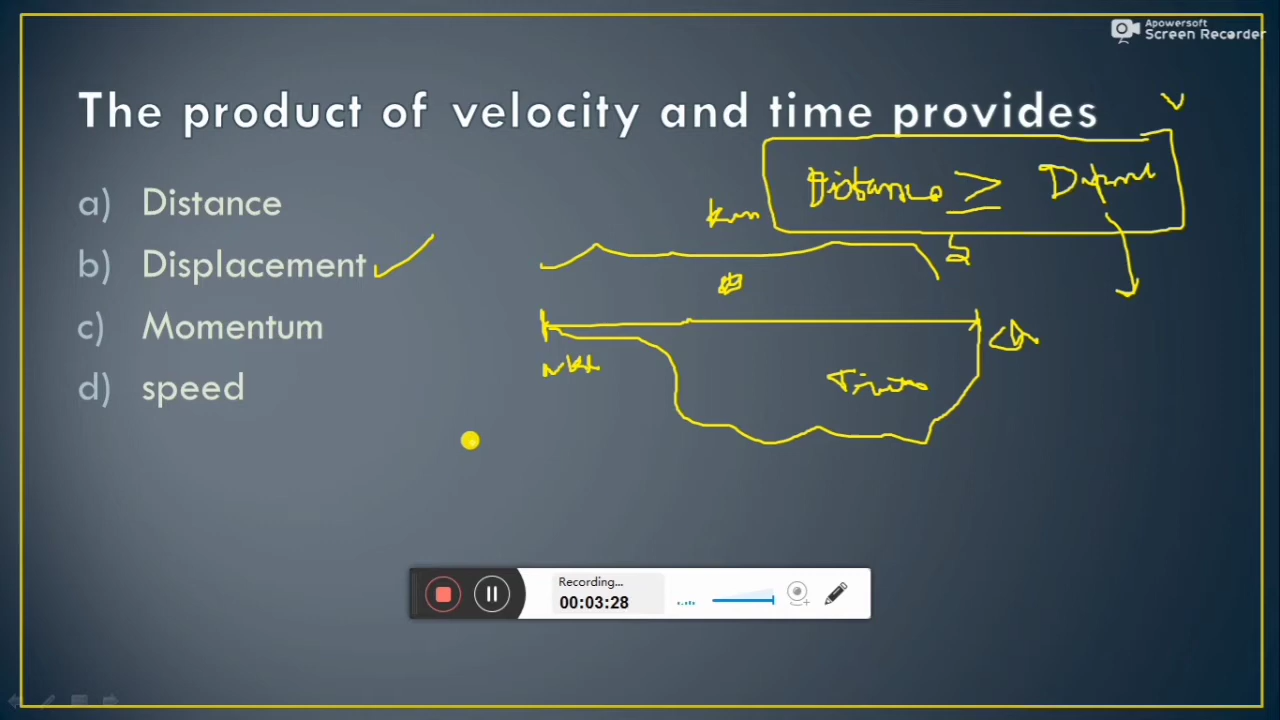 Apowersoft
Screen Recorder
The product of velocity and time provides
Distance ≥
a) Distance
km
b) Displacement
c) Momentum
d) speed
Recording...
00:03:28